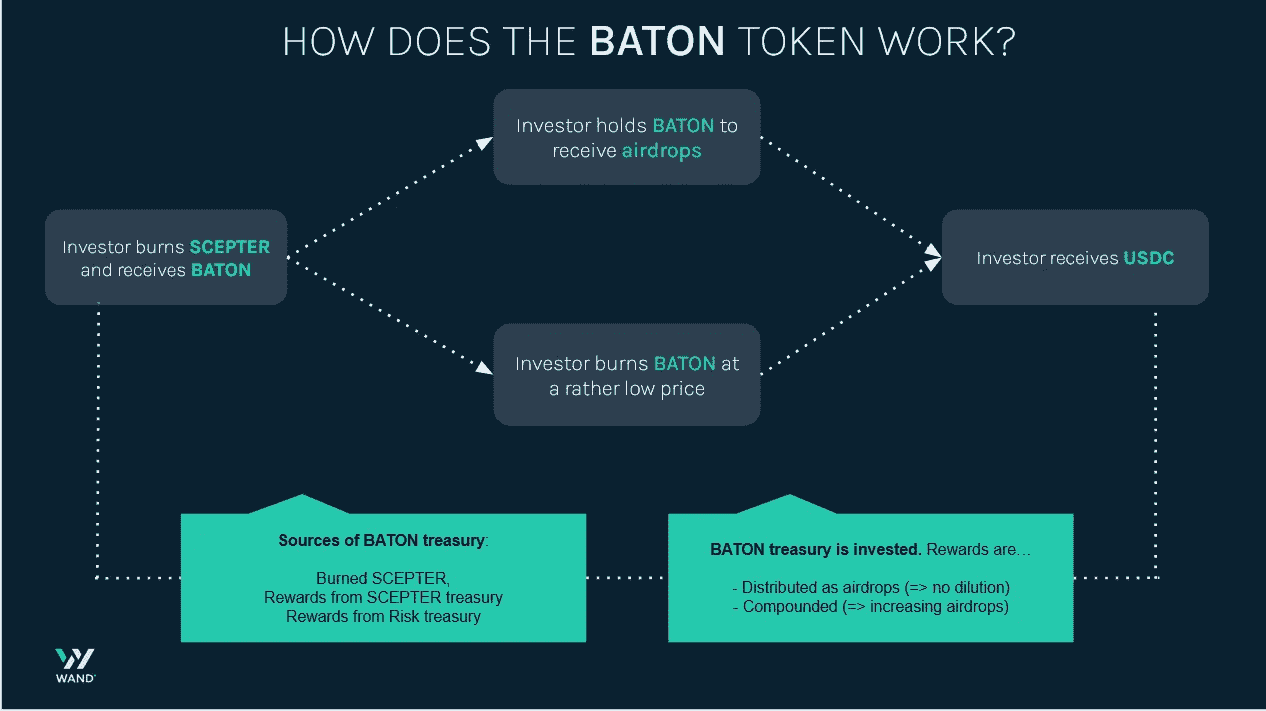 HOW DOES THE BATON TOKEN WORK?
Investor holds BATON to
receive airdrops
Investor burns SCEPTER
and receives BATON
Investor receives USDC
Investor burns BATON at
a rather low price
Sources of BATON treasury:
Burned SCEPTER,
Rewards from SCEPTER treasury
Rewards from Risk treasury
BATON treasury is invested. Rewards are...
- Distributed as airdrops (=> no dilution)
- Compounded (=> increasing airdrops)
WAND